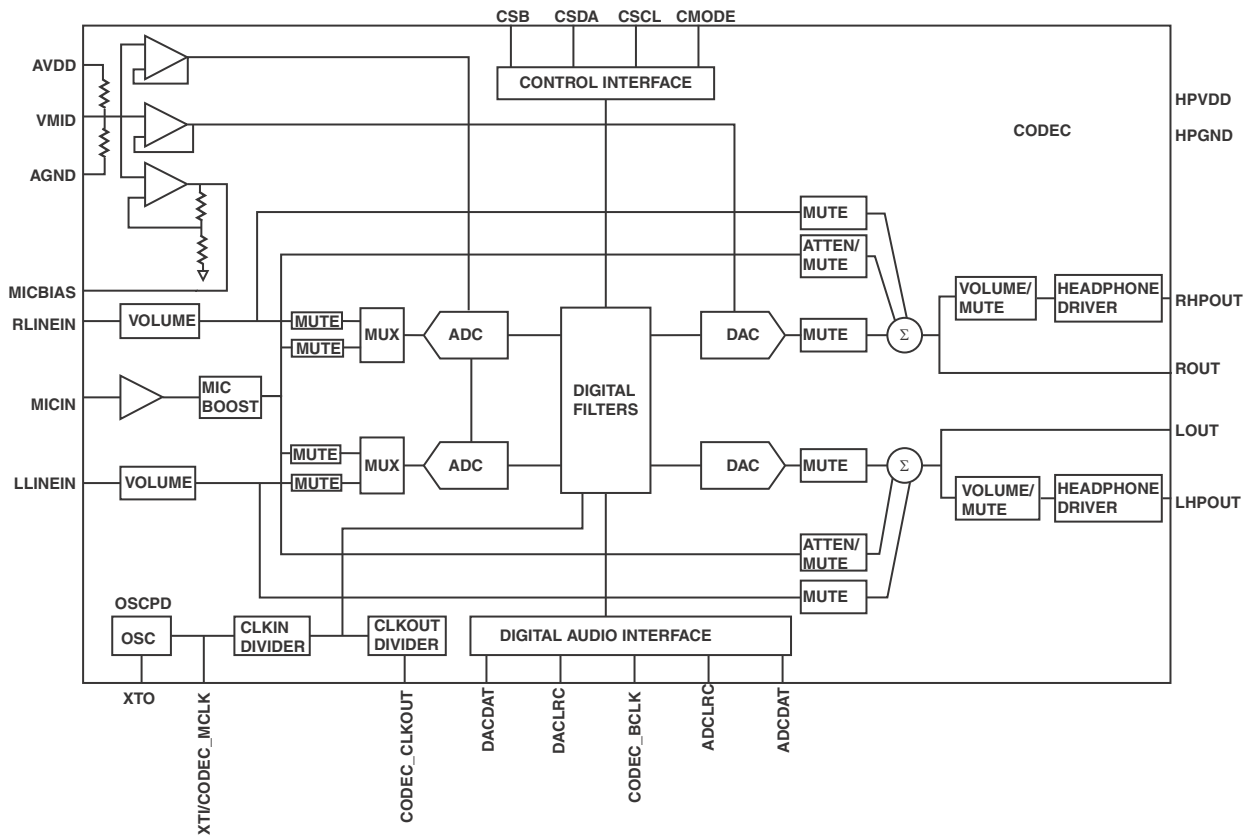 CSB CSDA CSCL CMODE
AVDD
CONTROL INTERFACE
HPVDD
VMID
CODEC
HPGND
AGND
MUTE
ATTEN/
MUTE
MICBIAS
VOLUME/
MUTE
HEADPHONE
DRIVER
RHPOUT
RLINEIN
VOLUME
MUTE
MUTE
MUX
ADC
DAC
MUTE
Σ
ROUT
MICIN
MIC
BOOST
DIGITAL
FILTERS
LOUT
MUTE
MUTE
MUX
ADC
DAC
MUTE
Σ
LLINEIN
VOLUME
VOLUME/
MUTE
HEADPHONE
DRIVER
LHPOUT
ATTEN/
MUTE
MUTE
OSCPD
OSC
CLKIN
DIVIDER
CLKOUT
DIVIDER
DIGITAL AUDIO INTERFACE
XTO
XTI/CODEC_MCLK
CODEC_CLKOUT
DACDAT
DACLRC
CODEC_BCLK
ADCLRC
ADCDAT